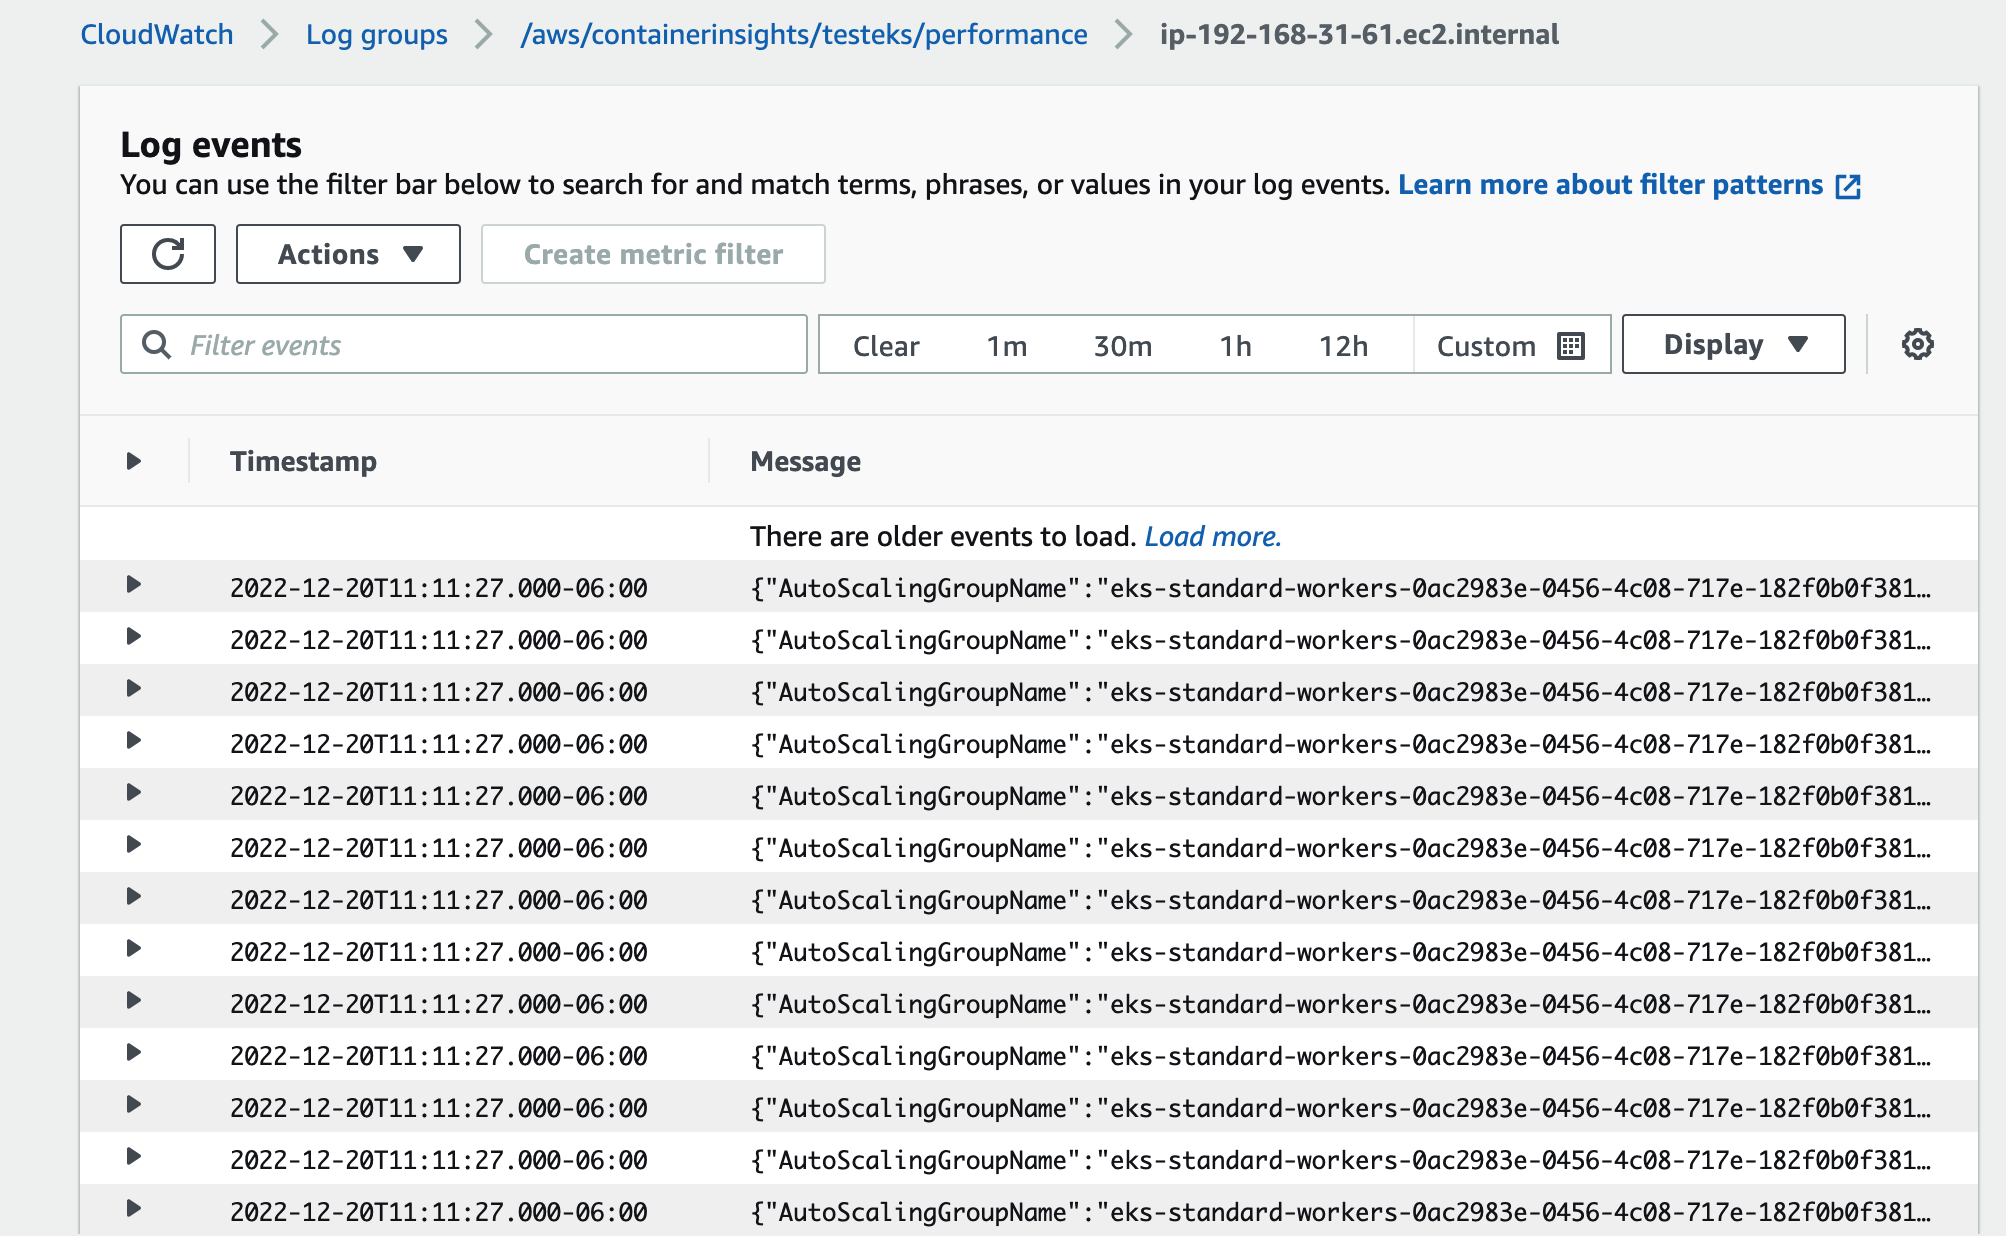 CloudWatch > Log groups > /aws/containerinsights/testeks/performance > ip-192-168-31-61.ec2.internal
Log events
You can use the filter bar below to search for and match terms, phrases, or values in your log events. Learn more about filter patterns
Actions Create metric filter
Filter events Clear 1m 30m 1h 12h Custom Display
Timestamp Message
There are older events to load. Load more.
2022-12-20T11:11:27.000-06:00 {"AutoScalingGroupName":"eks-standard-workers-0ac2983e-0456-4c08-717e-182f0b0f381…
2022-12-20T11:11:27.000-06:00 {"AutoScalingGroupName":"eks-standard-workers-0ac2983e-0456-4c08-717e-182f0b0f381…
2022-12-20T11:11:27.000-06:00 {"AutoScalingGroupName":"eks-standard-workers-0ac2983e-0456-4c08-717e-182f0b0f381…
2022-12-20T11:11:27.000-06:00 {"AutoScalingGroupName":"eks-standard-workers-0ac2983e-0456-4c08-717e-182f0b0f381…
2022-12-20T11:11:27.000-06:00 {"AutoScalingGroupName":"eks-standard-workers-0ac2983e-0456-4c08-717e-182f0b0f381…
2022-12-20T11:11:27.000-06:00 {"AutoScalingGroupName":"eks-standard-workers-0ac2983e-0456-4c08-717e-182f0b0f381…
2022-12-20T11:11:27.000-06:00 {"AutoScalingGroupName":"eks-standard-workers-0ac2983e-0456-4c08-717e-182f0b0f381…
2022-12-20T11:11:27.000-06:00 {"AutoScalingGroupName":"eks-standard-workers-0ac2983e-0456-4c08-717e-182f0b0f381…
2022-12-20T11:11:27.000-06:00 {"AutoScalingGroupName":"eks-standard-workers-0ac2983e-0456-4c08-717e-182f0b0f381…
2022-12-20T11:11:27.000-06:00 {"AutoScalingGroupName":"eks-standard-workers-0ac2983e-0456-4c08-717e-182f0b0f381…
2022-12-20T11:11:27.000-06:00 {"AutoScalingGroupName":"eks-standard-workers-0ac2983e-0456-4c08-717e-182f0b0f381…
2022-12-20T11:11:27.000-06:00 {"AutoScalingGroupName":"eks-standard-workers-0ac2983e-0456-4c08-717e-182f0b0f381…
2022-12-20T11:11:27.000-06:00 {"AutoScalingGroupName":"eks-standard-workers-0ac2983e-0456-4c08-717e-182f0b0f381…